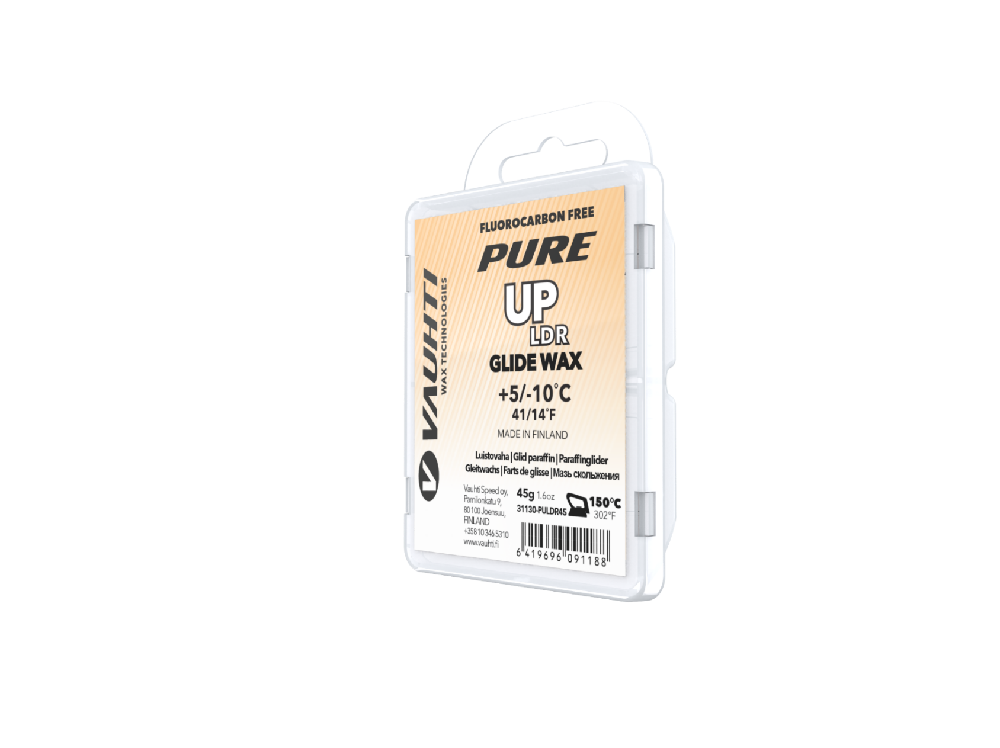 FLUOROCARBON FREE
PURE
UP
LDR
GLIDE WAX
+5/-10°C
41/14°F
MADE IN FINLAND
Luistovaha | Glid paraffin | Paraffinglider
Gleitwachs | Farts de glisse | Мазь скольжения
VAUHTI
WAX TECHNOLOGIES
V
Vauhti Speed oy,
Pamilonkatu 9,
80100 Joensuu,
FINLAND
+358 10 346 5310
www.vauhti.fi
45g 1.6oz
31130-PULDR45
150°C
302°F
6 419696 091188